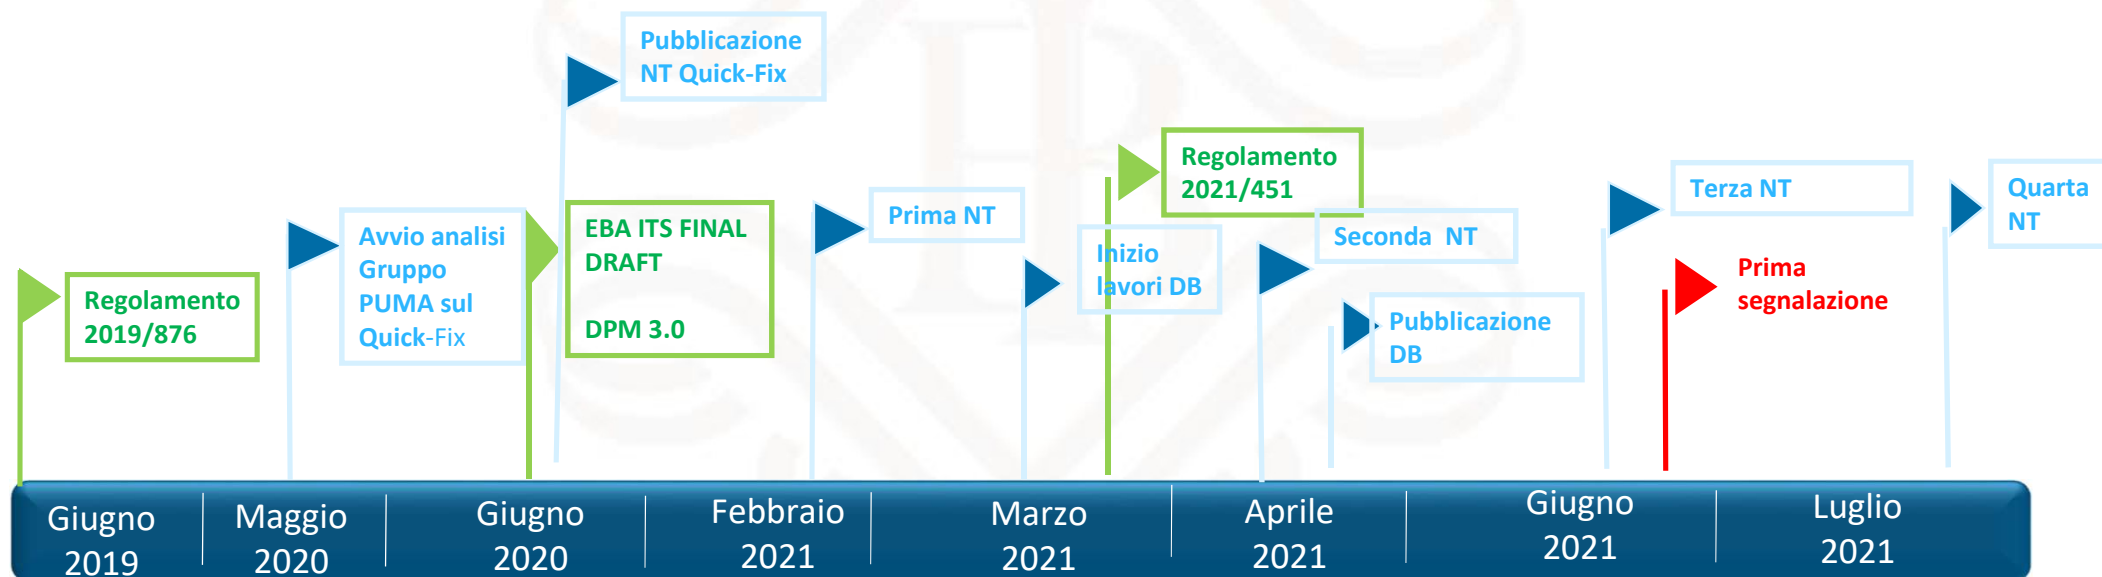 Pubblicazione
NT Quick-Fix
Regolamento
2021/451
Prima NT
Terza NT
Quarta
NT
Avvio analisi
Gruppo
PUMA sul
Quick-Fix
EBA ITS FINAL
DRAFT
DPM 3.0
Inizio
lavori DB
Seconda NT
Prima
segnalazione
Regolamento
2019/876
Pubblicazione
DB
Giugno
2019
Maggio
2020
Giugno
2020
Febbraio
2021
Marzo
2021
Aprile
2021
Giugno
2021
Luglio
2021